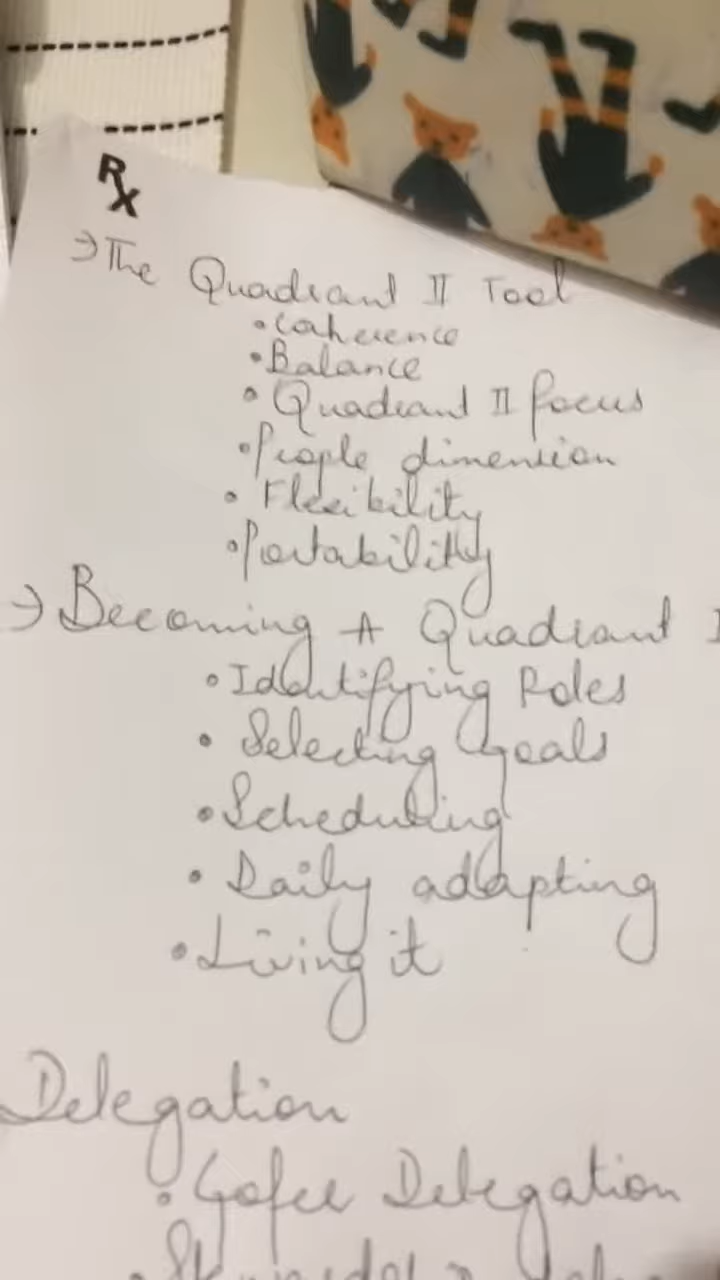 Rx
→ The Quadrant II Tool
• Coherence
• Balance
• Quadrant II focus
• People dimension
• Flexibility
• Portability
→ Becoming A Quadrant
• Identifying Roles
• Selecting Goals
• Scheduling
• Daily adapting
• Living it
Delegation
• Gofer Delegation